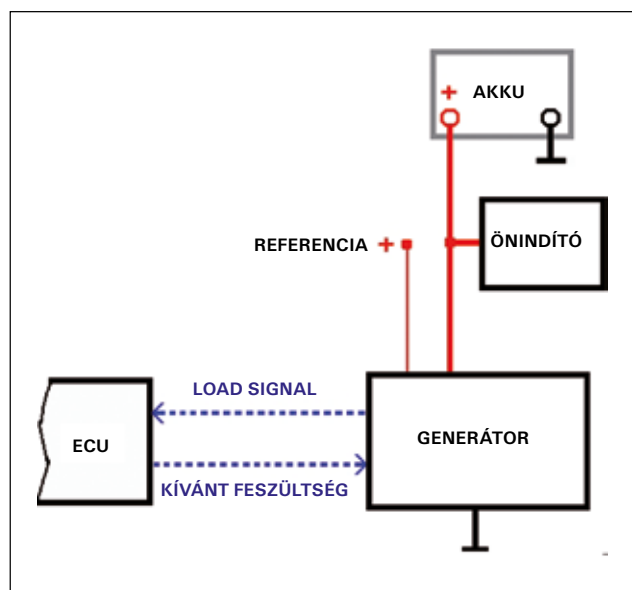 + AKKU
REFERENCIA +
ÖNINDÍTÓ
LOAD SIGNAL
ECU
GENERÁTOR
KÍVÁNT FESZÜLTSÉG